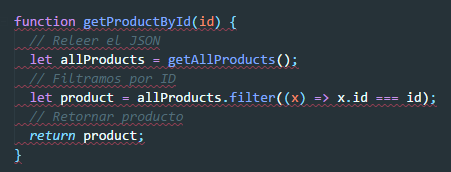 function getProductById(id) {
// Releer el JSON
let allProducts = getAllProducts();
// Filtramos por ID
let product = allProducts.filter((x) => x.id === id);
// Retornar producto
return product;
}